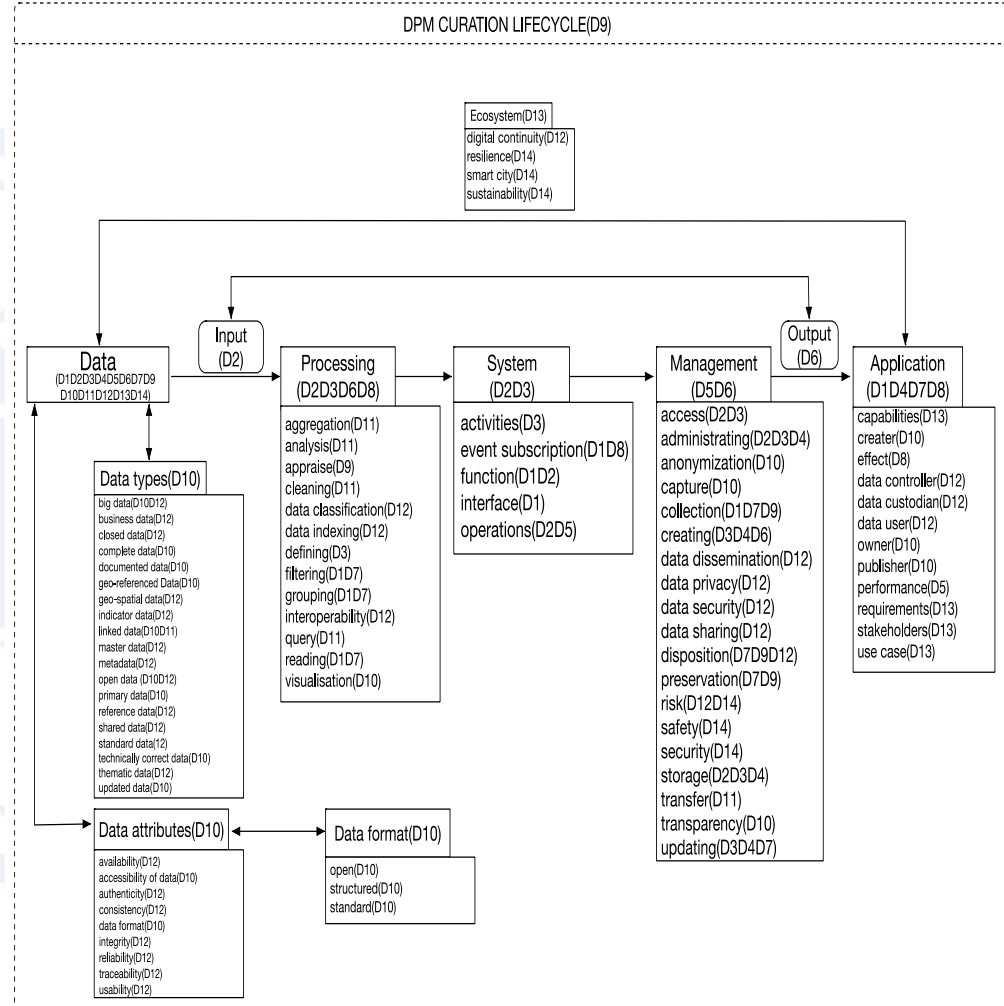 DPM CURATION LIFECYCLE(D9)
Ecosystem(D13)
digital continuity(D12)
resilience(D14)
smart city(D14)
sustainability(D14)
Data
(D1D2D3D4D5D6D7D9
D10D11D12D13D14)
Input
(D2)
Processing
(D2D3D6D8)
aggregation(D11)
analysis(D11)
appraise(D9)
cleaning(D11)
data classification(D12)
data indexing(D12)
defining(D3)
filtering(D1D7)
grouping(D1D7)
interoperability(D12)
query(D11)
reading(D1D7)
visualisation(D10)
System
(D2D3)
activities(D3)
event subscription(D1D8)
function(D1D2)
interface(D1)
operations(D2D5)
Management
(D5D6)
access(D2D3)
administrating(D2D3D4)
anonymization(D10)
capture(D10)
collection(D1D7D9)
creating(D3D4D6)
data dissemination(D12)
data privacy(D12)
data security(D12)
data sharing(D12)
disposition(D7D9D12)
preservation(D7D9)
risk(D12D14)
safety(D14)
security(D14)
storage(D2D3D4)
transfer(D11)
transparency(D10)
updating(D3D4D7)
Output
(D6)
Application
(D1D4D7D8)
capabilities(D13)
creater(D10)
effect(D8)
data controller(D12)
data custodian(D12)
data user(D12)
owner(D10)
publisher(D10)
performance(D5)
requirements(D13)
stakeholders(D13)
use case(D13)
Data types(D10)
big data(D10D12)
business data(D12)
closed data(D12)
complete data(D10)
documented data(D10)
geo-referenced Data(D10)
geo-spatial data(D12)
indicator data(D12)
linked data(D10D11)
master data(D12)
metadata(D12)
open data (D10D12)
primary data(D10)
reference data(D12)
shared data(D12)
standard data(12)
technically correct data(D10)
thematic data(D12)
updated data(D10)
Data attributes(D10)
availability(D12)
accessibility of data(D10)
authenticity(D12)
consistency(D12)
data format(D10)
integrity(D12)
reliability(D12)
traceability(D12)
usability(D12)
Data format(D10)
open(D10)
structured(D10)
standard(D10)